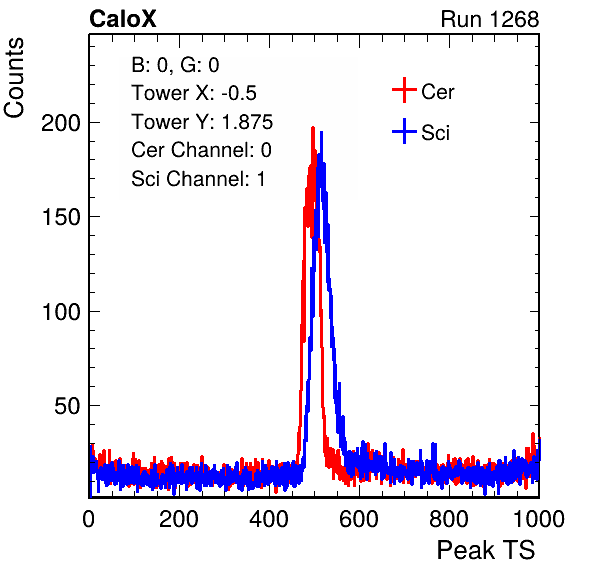 CaloX Run 1268
Counts
B: 0, G: 0
Tower X: -0.5
Tower Y: 1.875
Cer Channel: 0
Sci Channel: 1
Cer
Sci
200
150
100
50
0 200 400 600 800 1000
Peak TS